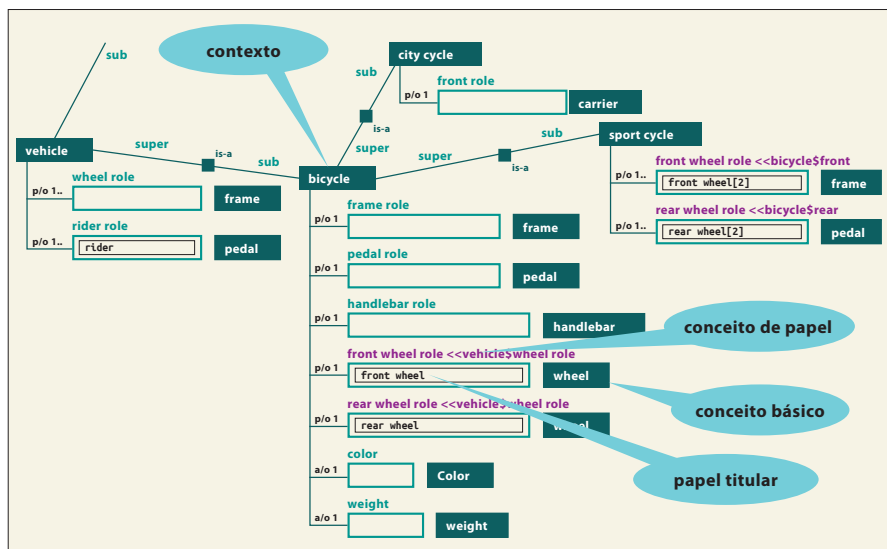 contexto
sub
city cycle
sub
front role
p/o 1
carrier
is-a
vehicle
super
is-a
sub
super
super
is-a
sub
sport cycle
bicycle
wheel role
p/o 1..
frame
rider role
p/o 1..
rider
pedal
front wheel role <<bicycle$front
p/o 1..
front wheel[2]
frame
rear wheel role <<bicycle$rear
p/o 1..
rear wheel[2]
pedal
frame role
p/o 1
frame
pedal role
p/o 1
pedal
handlebar role
p/o 1
handlebar
conceito de papel
front wheel role <<vehicle$wheel role
p/o 1
front wheel
wheel
conceito básico
rear wheel role <<vehicle$wheel role
p/o 1
rear wheel
wheel
papel titular
color
a/o 1
Color
weight
a/o 1
weight